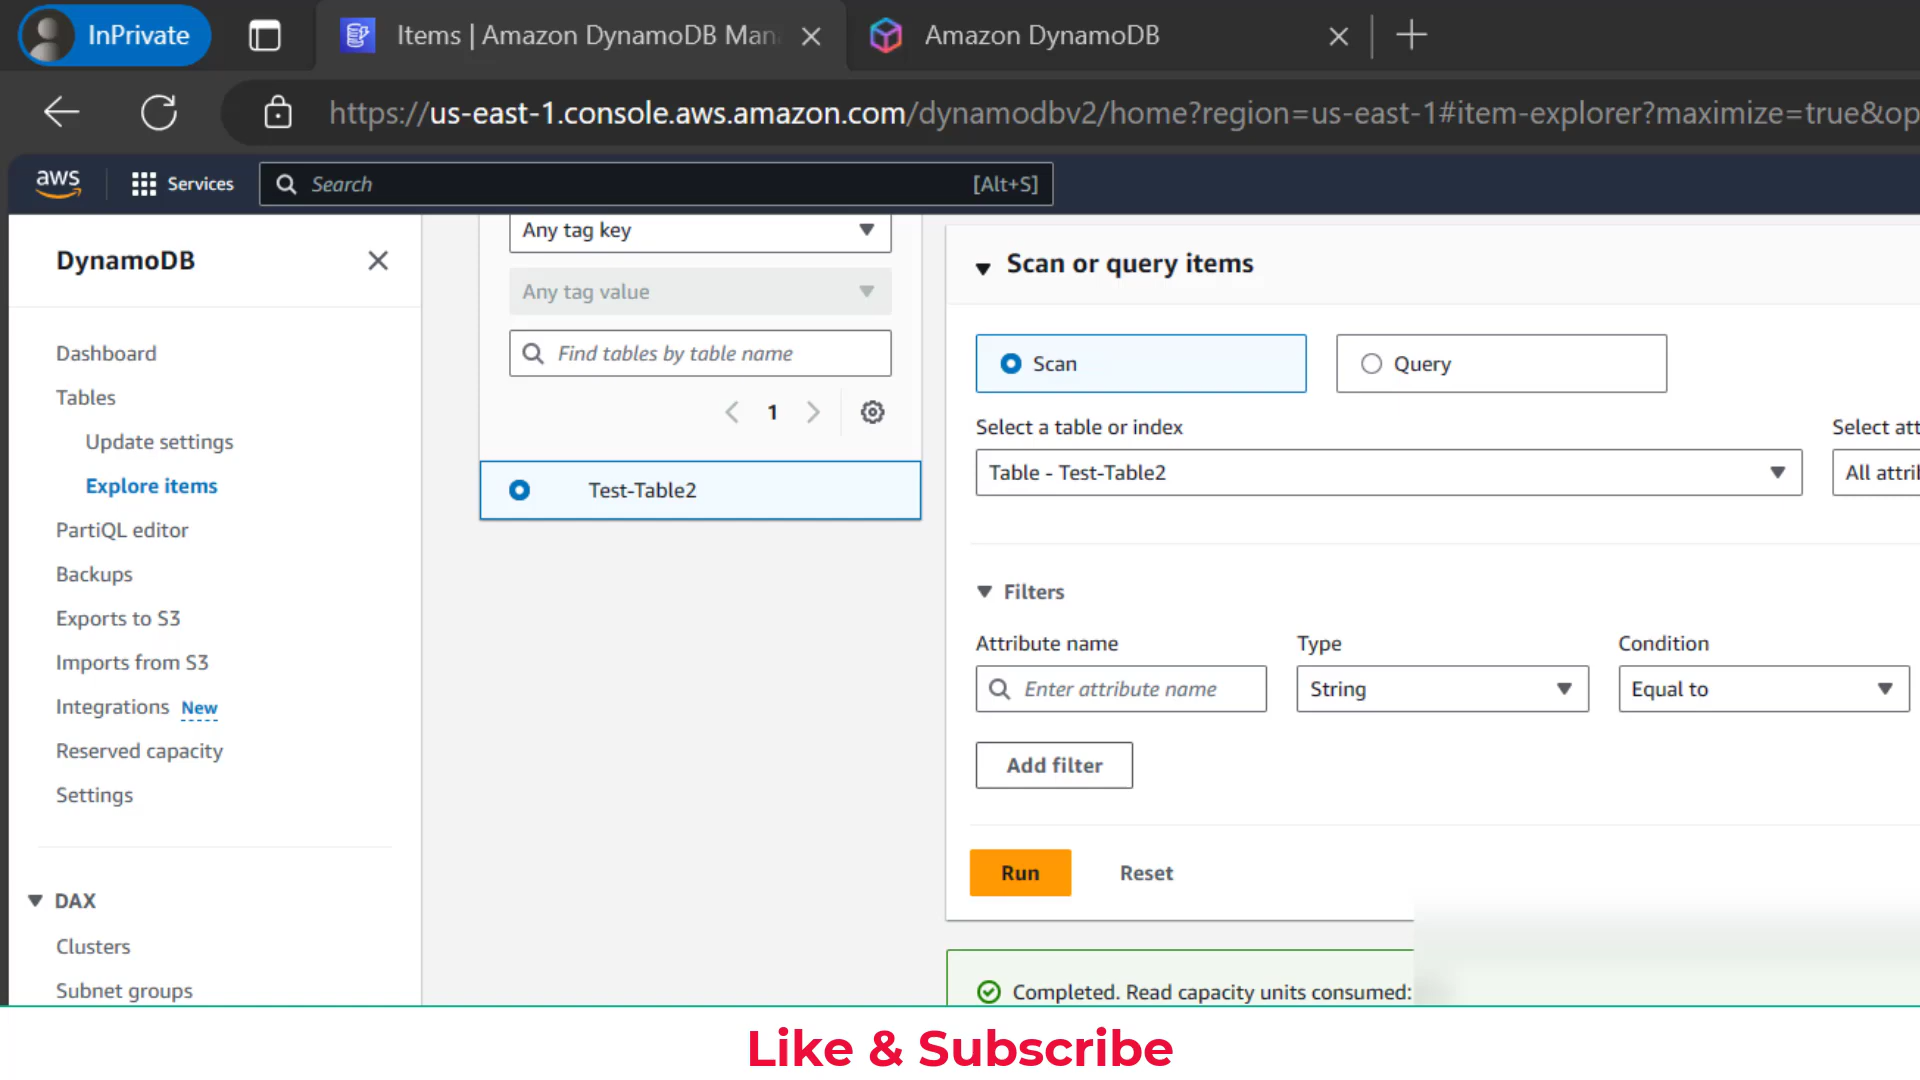 InPrivate
Items | Amazon DynamoDB Man
Amazon DynamoDB
https://us-east-1.console.aws.amazon.com/dynamodbv2/home?region=us-east-1#item-explorer?maximize=true&op
aws
Services
Search
[Alt+S]
DynamoDB
Dashboard
Tables
Update settings
Explore items
PartiQL editor
Backups
Exports to S3
Imports from S3
Integrations New
Reserved capacity
Settings
DAX
Clusters
Subnet groups
Any tag key
Any tag value
Find tables by table name
1
Test-Table2
Scan or query items
Scan
Query
Select a table or index
Select att
Table - Test-Table2
All attrib
Filters
Attribute name
Type
Condition
Enter attribute name
String
Equal to
Add filter
Run
Reset
Completed. Read capacity units consumed:
Like & Subscribe